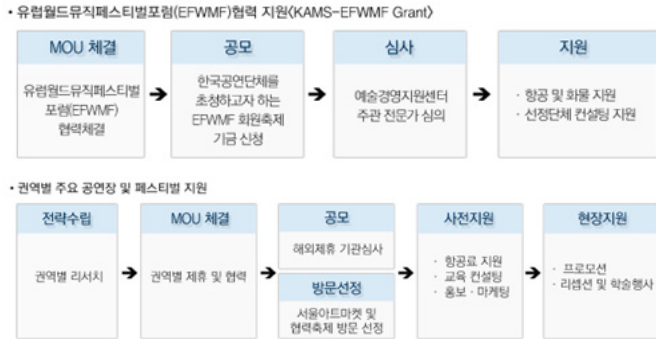 · 유럽월드뮤직페스티벌포럼(EFWMF)협력 지원〈KAMS-EFWMF Grant〉
MOU 체결
유럽월드뮤직페스티벌
포럼(EFWMF)
협력체결
공모
한국공연단체를
초청하고자 하는
EFWMF 회원축제
기금 신청
심사
예술경영지원센터
주관 전문가 심의
지원
· 항공 및 화물 지원
· 선정단체 컨설팅 지원
· 권역별 주요 공연장 및 페스티벌 지원
전략수립
권역별 리서치
MOU 체결
권역별 제휴 및 협력
공모
해외제휴 기관심사
방문선정
서울아트마켓 및
협력축제 방문 선정
사전지원
· 항공료 지원
· 교육 컨설팅
· 홍보·마케팅
현장지원
· 프로모션
· 리셉션 및 학술행사